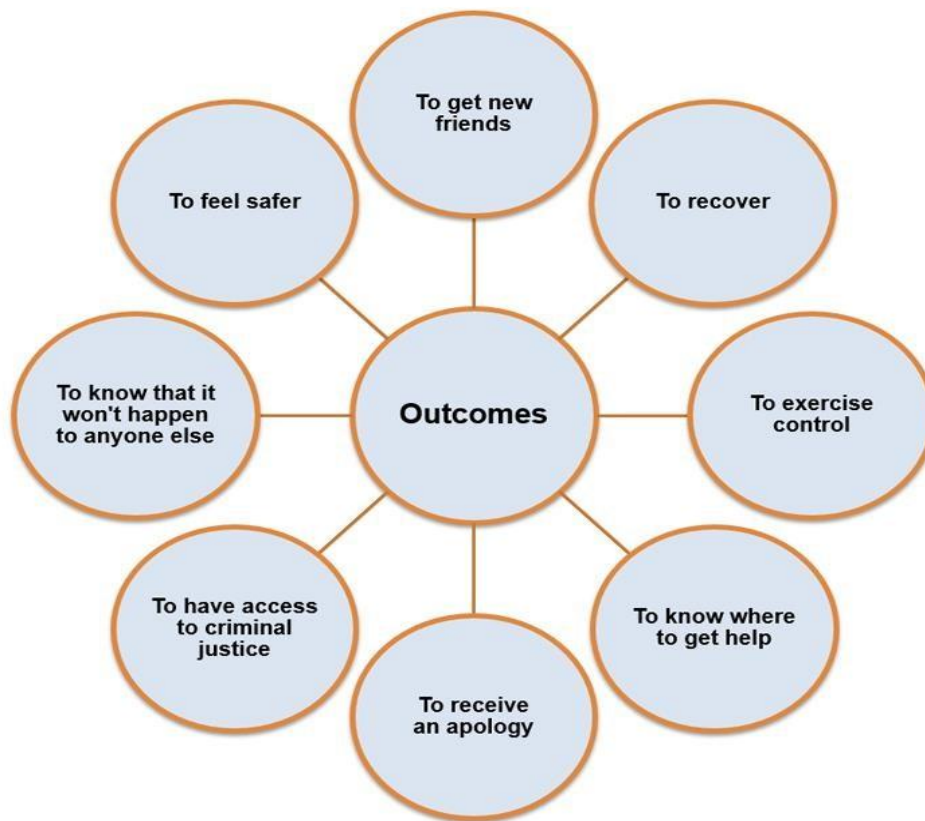 To get new
friends
To feel safer
To recover
To know that it
won't happen
to anyone else
Outcomes
To exercise
control
To have access
to criminal
justice
To know where
to get help
To receive
an apology